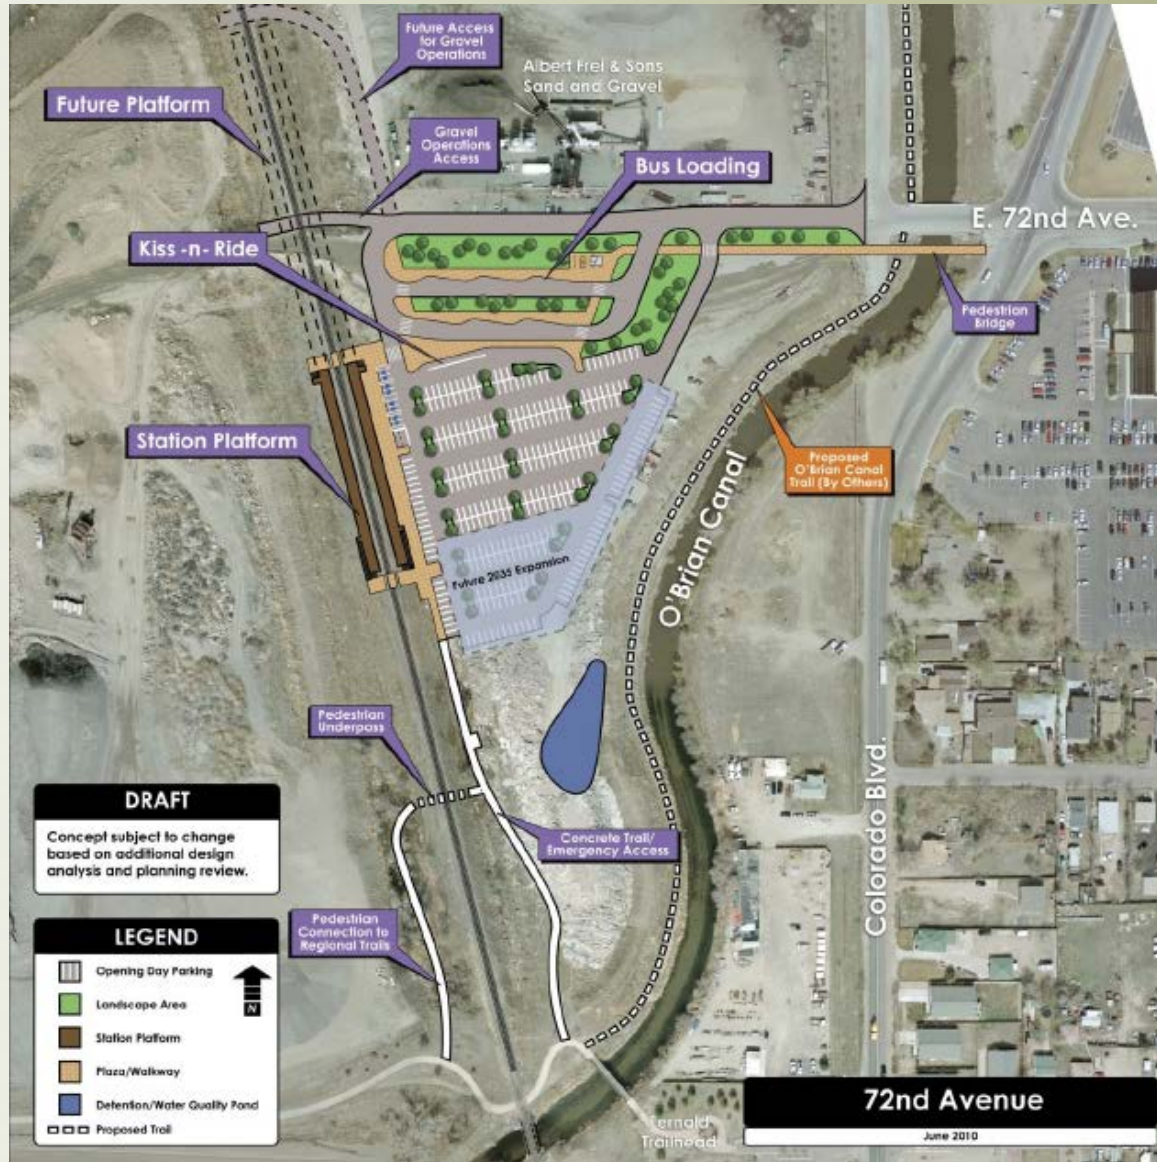 Future Access
for Gravel
Operations
Albert Frei & Sons
Sand and Gravel
Future Platform
Gravel
Operations
Access
Bus Loading
E. 72nd Ave.
Kiss -n- Ride
Pedestrian
Bridge
Station Platform
Proposed
O'Brian Canal
Trail (By Others)
O'Brian Canal
Future 2035 Expansion
Pedestrian
Underpass
Colorado Blvd.
DRAFT
Concept subject to change
based on additional design
analysis and planning review.
Concrete Trail/
Emergency Access
Pedestrian
Connection to
Regional Trails
LEGEND
Opening Day Parking
Landscape Area
Station Platform
Plaza/Walkway
Detention/Water Quality Pond
Proposed Trail
N
Trailhead
72nd Avenue
June 2010